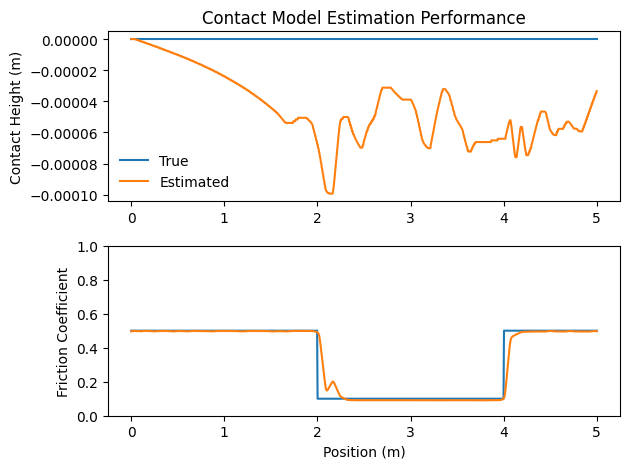 Contact Model Estimation Performance
Contact Height (m)
0.00000
−0.00002
−0.00004
−0.00006
−0.00008
−0.00010
True
Estimated
0 1 2 3 4 5
Friction Coefficient
1.0
0.8
0.6
0.4
0.2
0.0
0 1 2 3 4 5
Position (m)